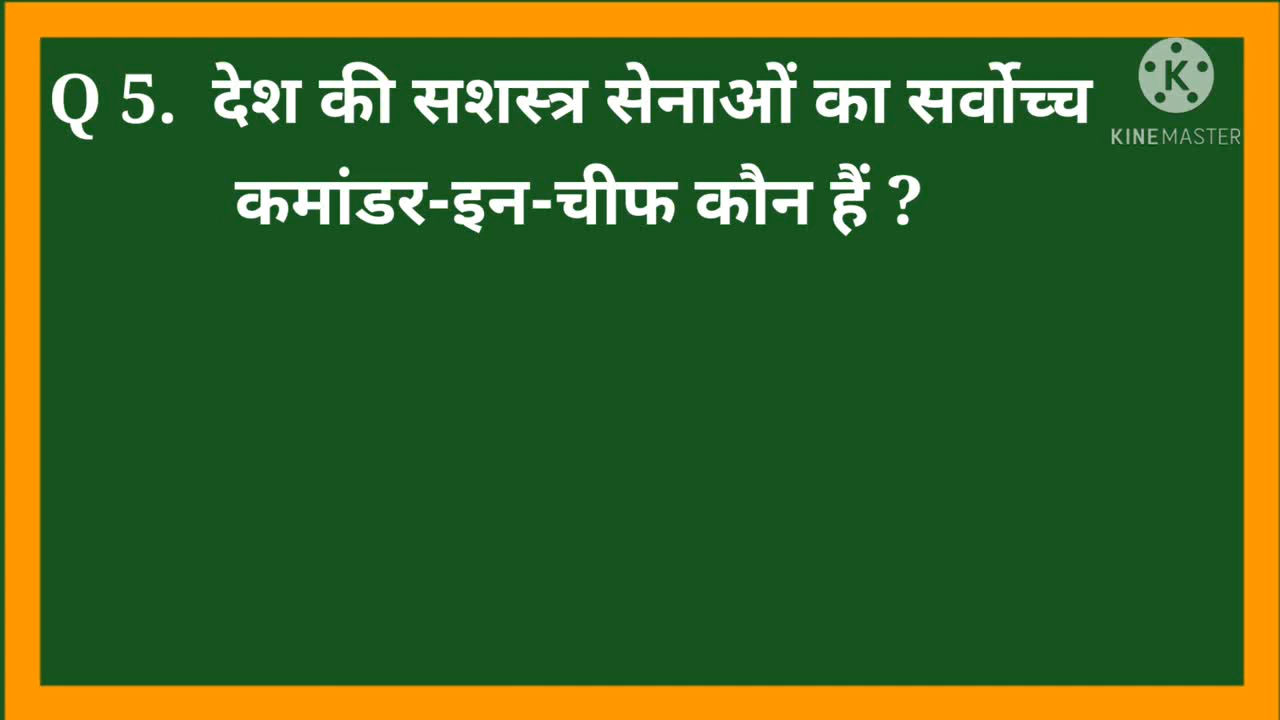 Q 5. देश की सशस्त्र सेनाओं का सर्वोच्च
कमांडर-इन-चीफ कौन हैं ?
K
KINEMASTER